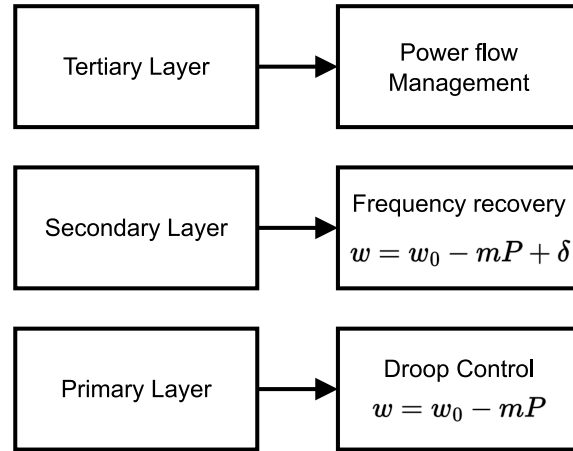 Tertiary Layer
Power flow
Management
Secondary Layer
Frequency recovery
w = w₀ − mP + δ
Primary Layer
Droop Control
w = w₀ − mP